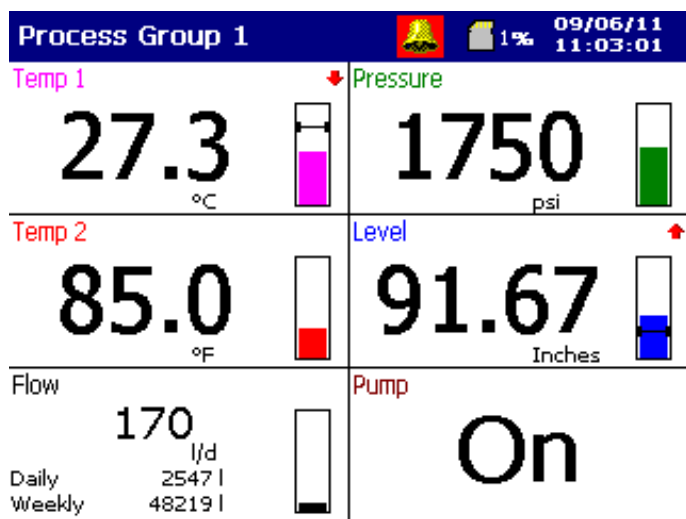 Process Group 1
1%
09/06/11
11:03:01
Temp 1
27.3
°C
Pressure
1750
psi
Temp 2
85.0
°F
Level
91.67
Inches
Flow
170
l/d
Daily 2547 l
Weekly 48219 l
Pump
On